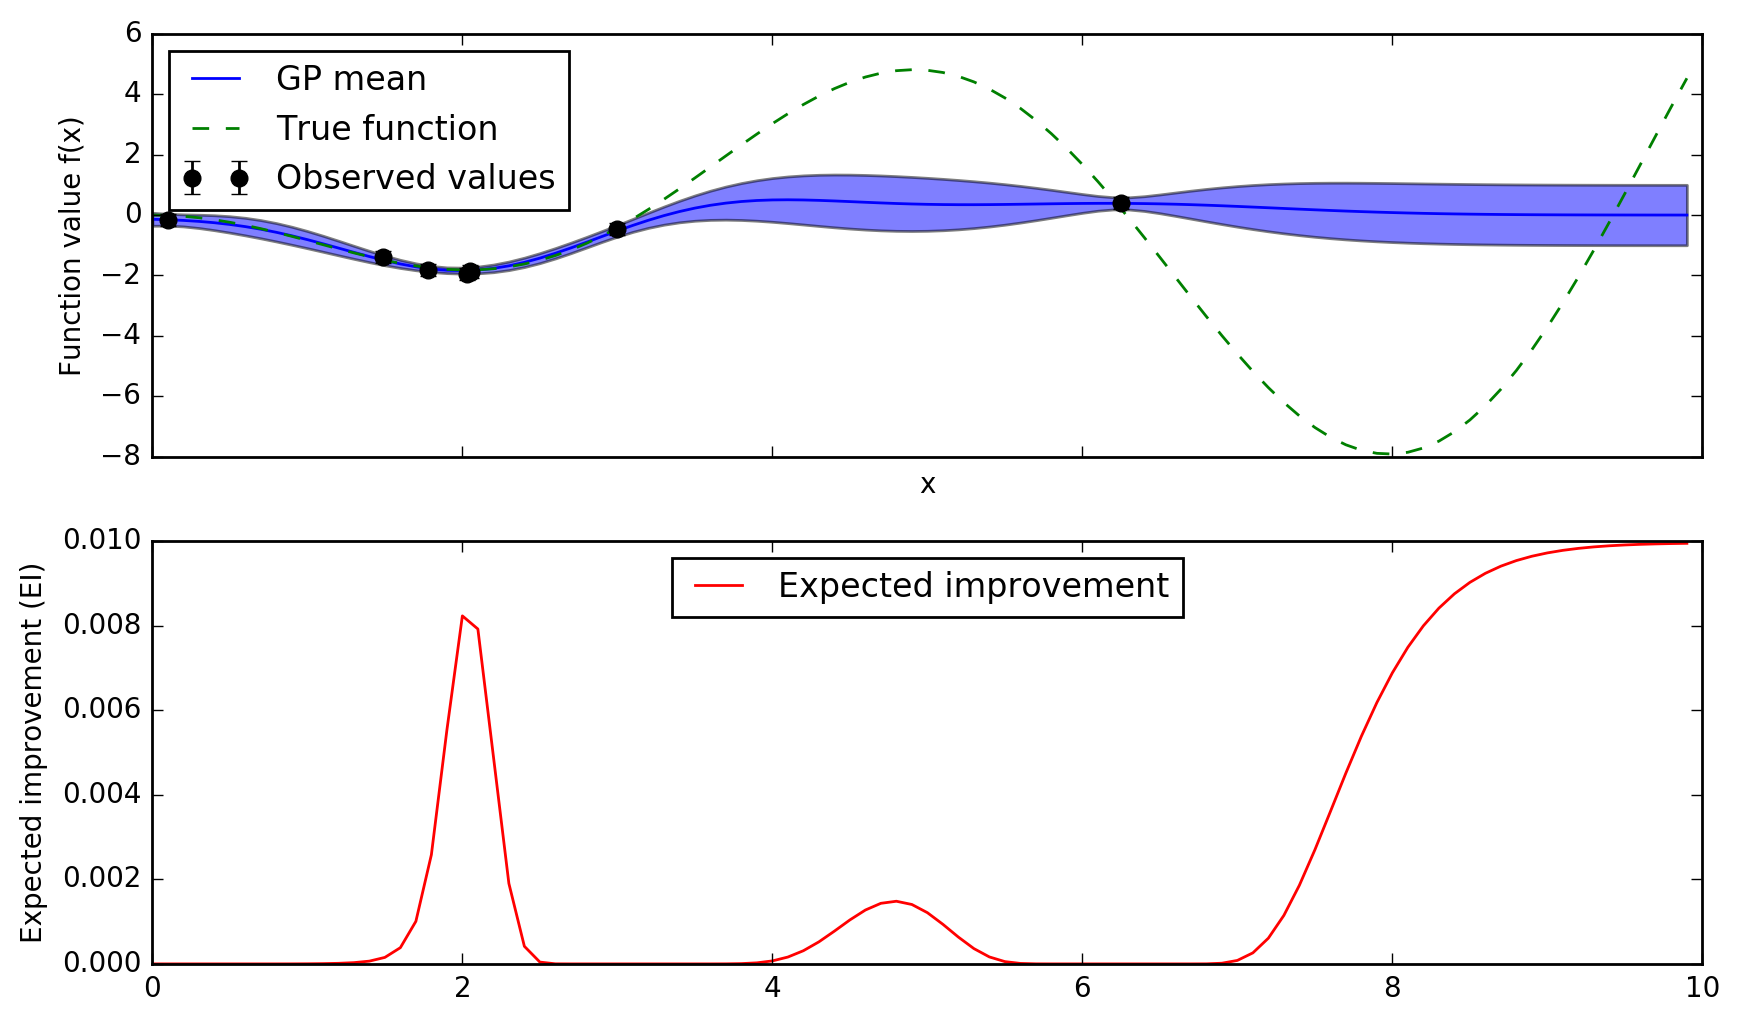 6
4
2
0
−2
−4
−6
−8
Function value f(x)
GP mean
True function
Observed values
x
0.010
0.008
0.006
0.004
0.002
0.000
Expected improvement (EI)
Expected improvement
0 2 4 6 8 10